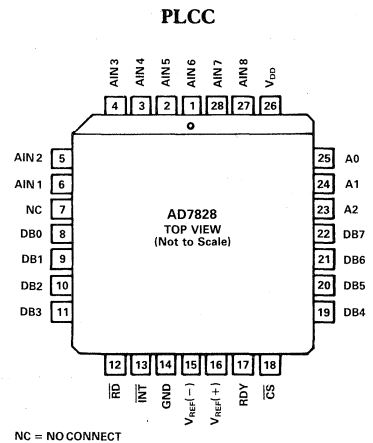 PLCC
AIN 3
AIN 4
AIN 5
AIN 6
AIN 7
AIN 8
VDD
4 3 2 1 28 27 26
AIN 2 5
AIN 1 6
NC 7
DB0 8
DB1 9
DB2 10
DB3 11
AD7828
TOP VIEW
(Not to Scale)
25 A0
24 A1
23 A2
22 DB7
21 DB6
20 DB5
19 DB4
12 13 14 15 16 17 18
RD
INT
GND
VREF(−)
VREF(+)
RDY
CS
NC = NO CONNECT